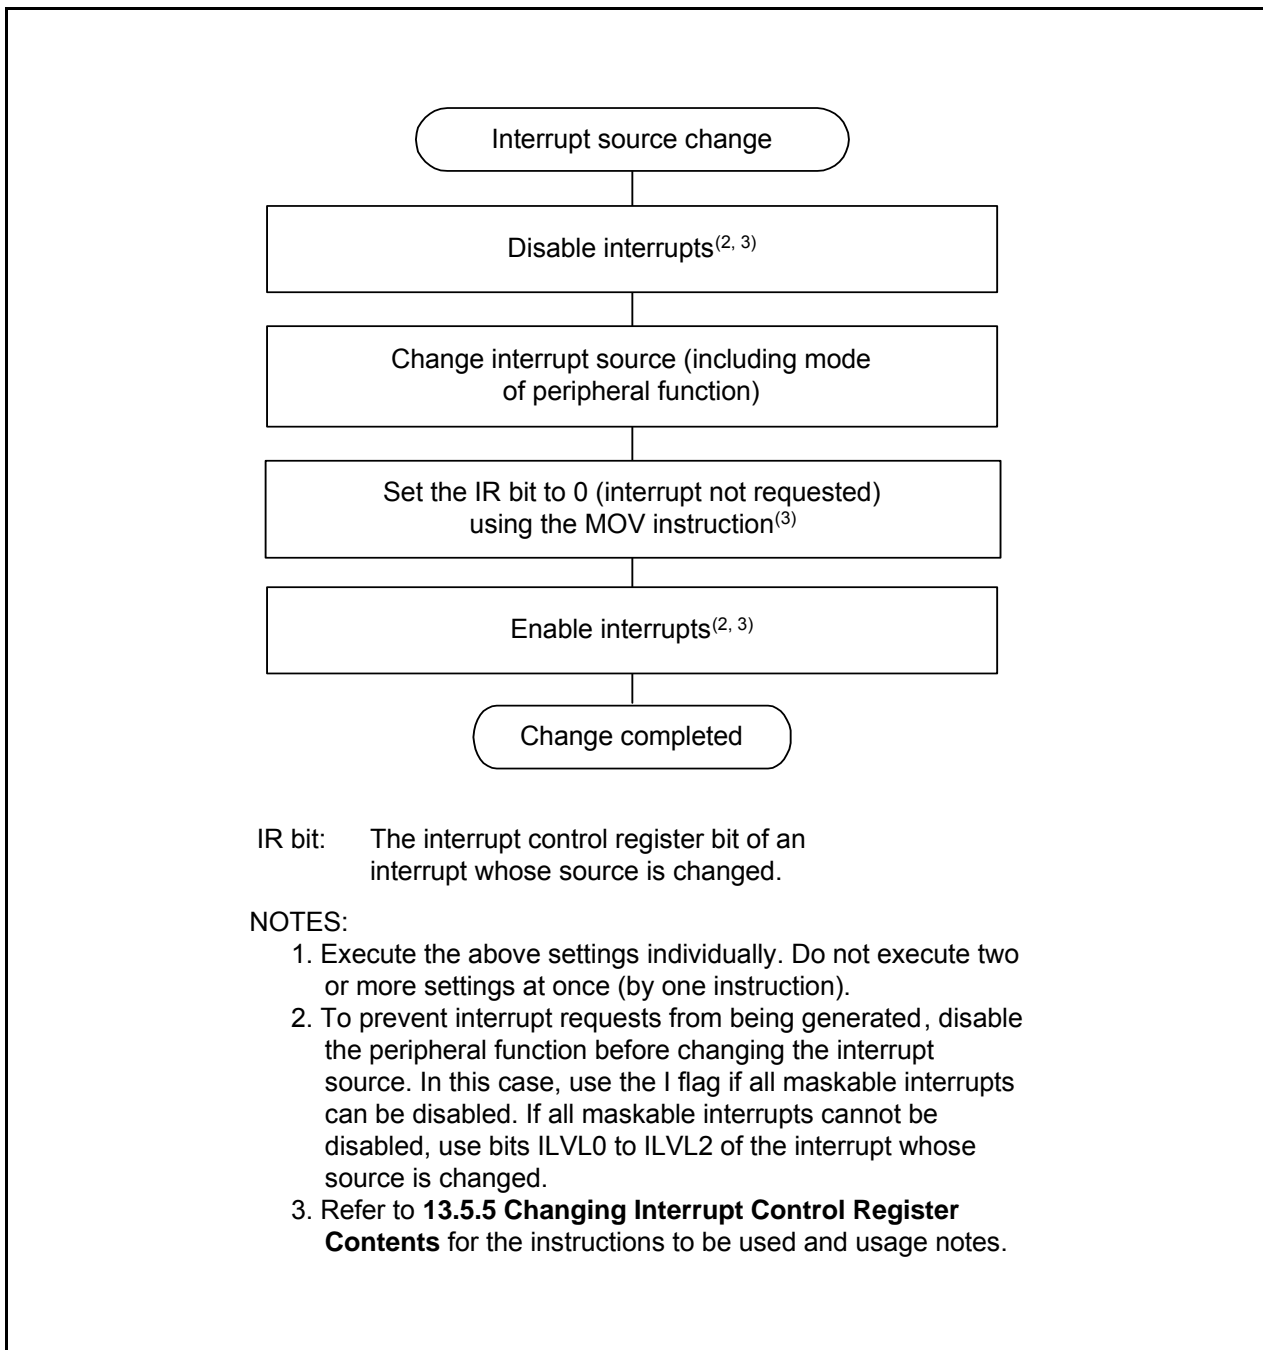 Interrupt source change
Disable interrupts(2, 3)
Change interrupt source (including mode
of peripheral function)
Set the IR bit to 0 (interrupt not requested)
using the MOV instruction(3)
Enable interrupts(2, 3)
Change completed
IR bit: The interrupt control register bit of an
interrupt whose source is changed.
NOTES:
1. Execute the above settings individually. Do not execute two
or more settings at once (by one instruction).
2. To prevent interrupt requests from being generated, disable
the peripheral function before changing the interrupt
source. In this case, use the I flag if all maskable interrupts
can be disabled. If all maskable interrupts cannot be
disabled, use bits ILVL0 to ILVL2 of the interrupt whose
source is changed.
3. Refer to 13.5.5 Changing Interrupt Control Register
Contents for the instructions to be used and usage notes.